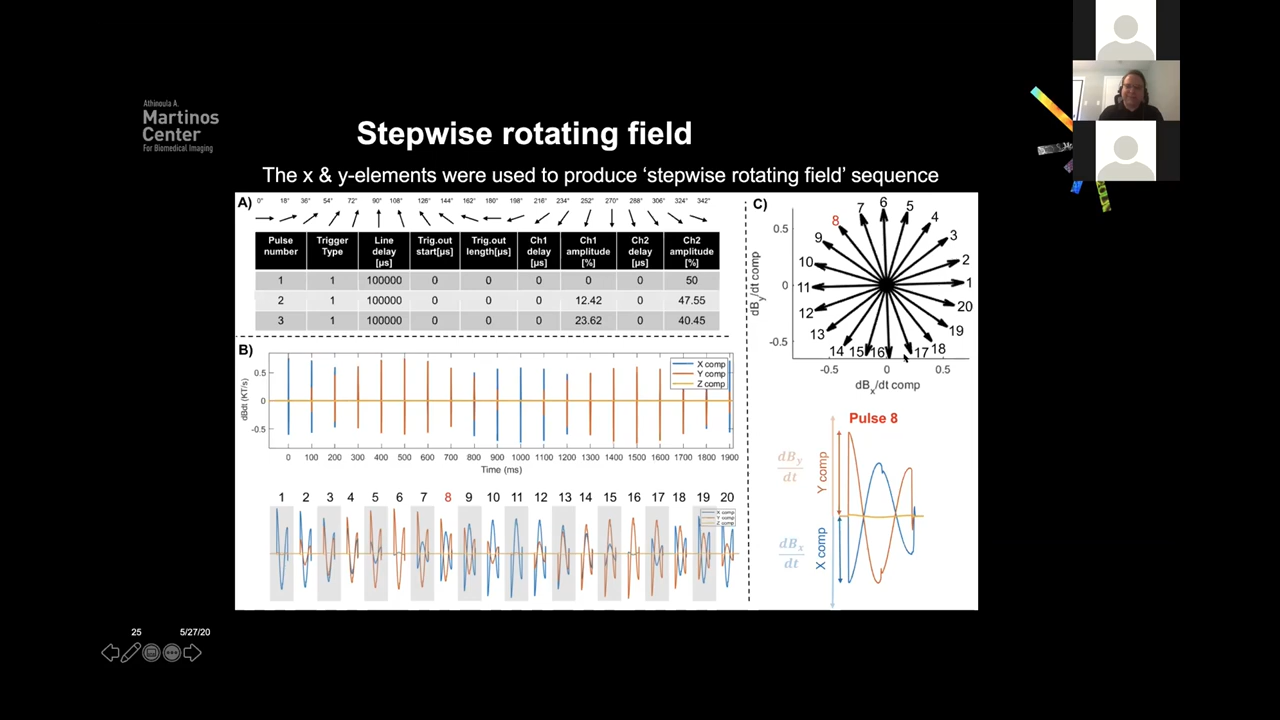 Athinoula A.
Martinos
Center
For Biomedical Imaging
Stepwise rotating field
The x & y-elements were used to produce ‘stepwise rotating field’ sequence
A)
0° 18° 36° 54° 72° 90° 108° 126° 144° 162° 180° 198° 216° 234° 252° 270° 288° 306° 324° 342°
Pulse number Trigger Type Line delay [µs] Trig.out start[µs] Trig.out length[µs] Ch1 delay [µs] Ch1 amplitude [%] Ch2 delay [µs] Ch2 amplitude [%]
1 1 100000 0 0 0 0 0 50
2 1 100000 0 0 0 12.42 0 47.55
3 1 100000 0 0 0 23.62 0 40.45
B)
X comp
Y comp
Z comp
dBdt (KT/s)
0.5
0
-0.5
0 100 200 300 400 500 600 700 800 900 1000 1100 1200 1300 1400 1500 1600 1700 1800 1900
Time (ms)
1 2 3 4 5 6 7 8 9 10 11 12 13 14 15 16 17 18 19 20
X comp
Y comp
Z comp
C)
dBy/dt comp
0.5
0
-0.5
1
2
3
4
5
6
7
8
9
10
11
12
13
14
15
16
17
18
19
20
-0.5 0 0.5
dBx/dt comp
Pulse 8
dBy
dt
Y comp
dBx
dt
X comp
25
5/27/20